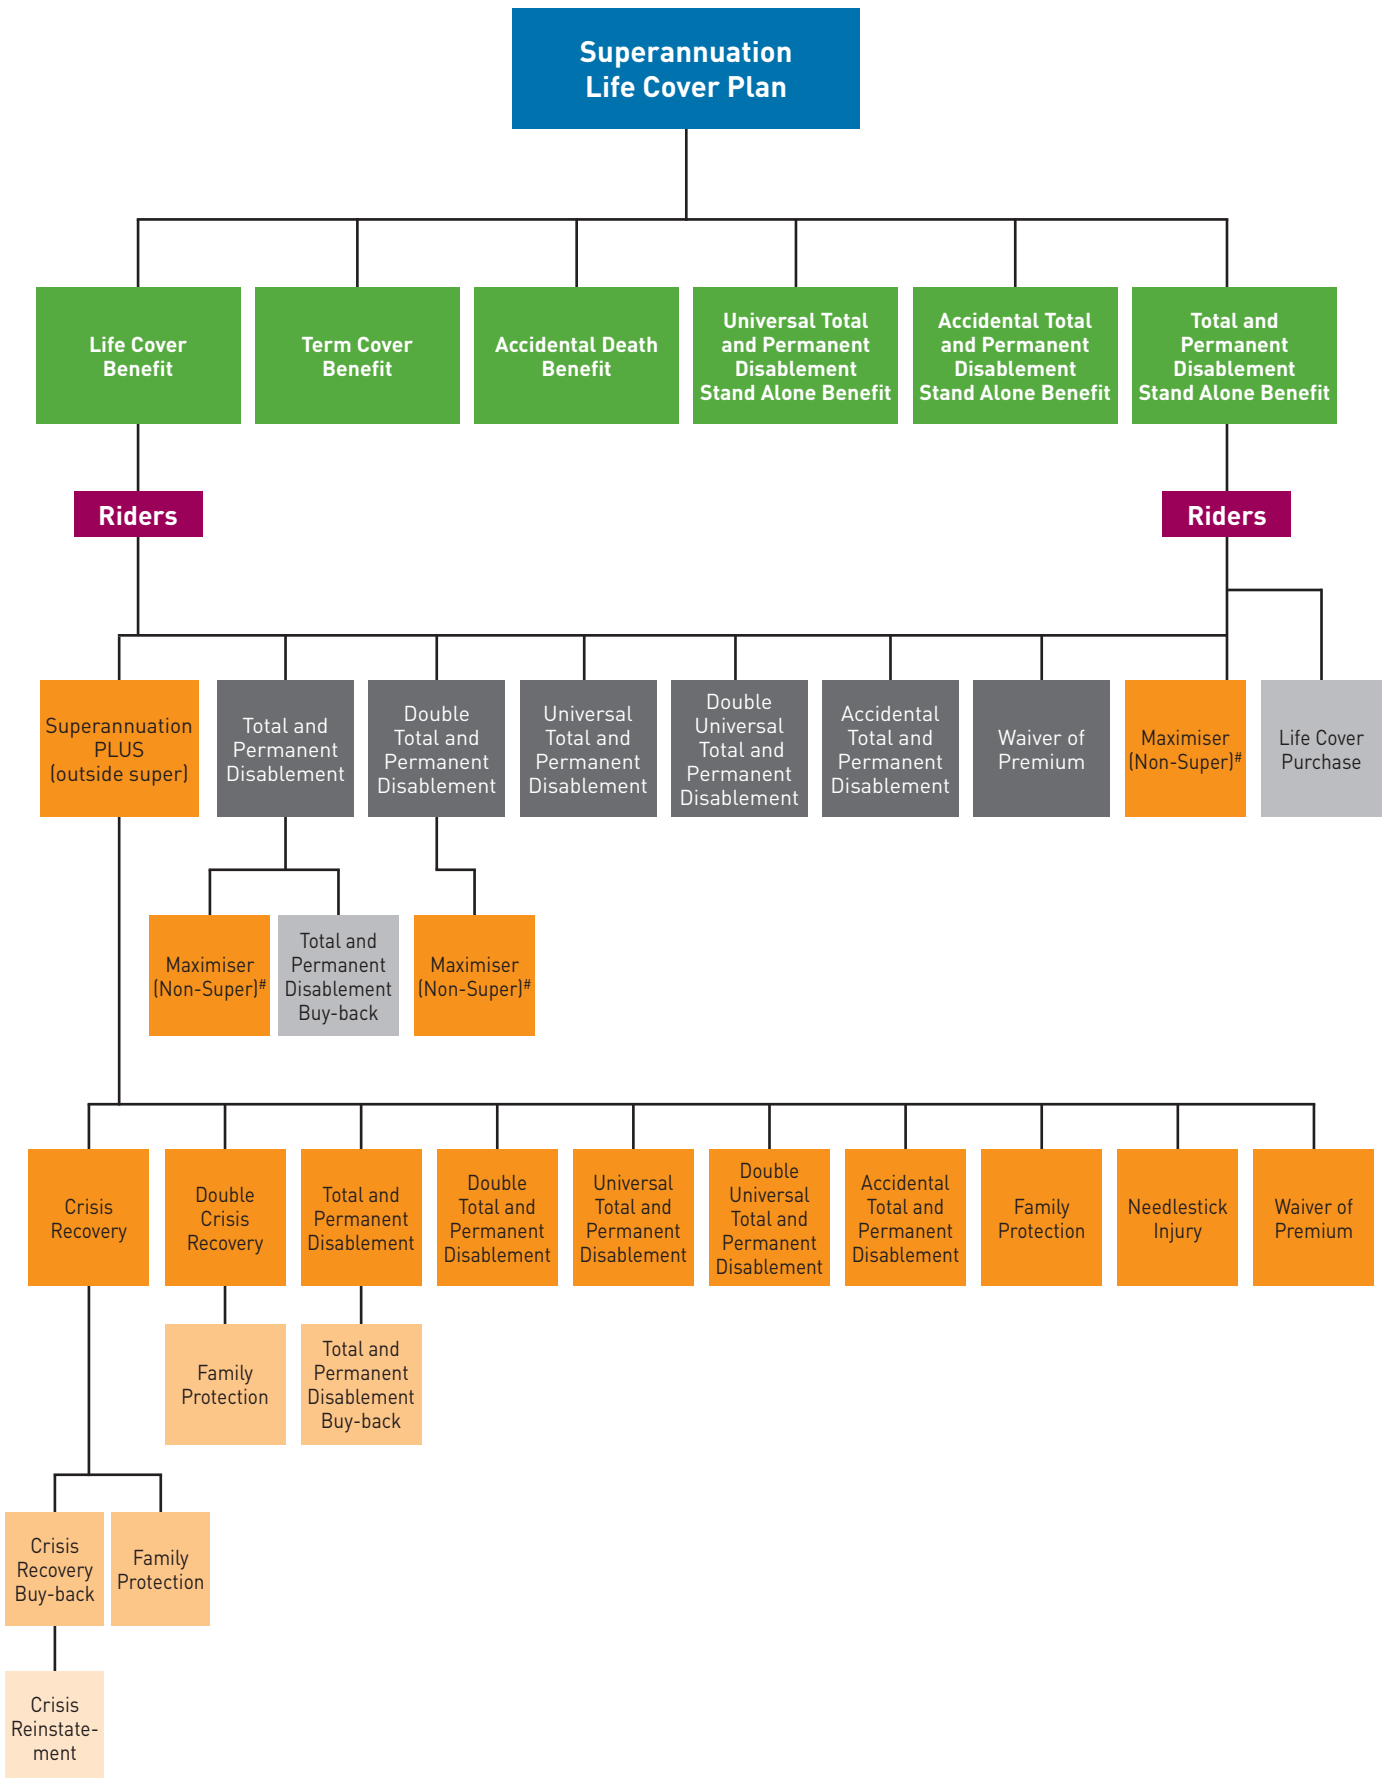 Superannuation
Life Cover Plan
Life Cover
Benefit
Term Cover
Benefit
Accidental Death
Benefit
Universal Total
and Permanent
Disablement
Stand Alone Benefit
Accidental Total
and Permanent
Disablement
Stand Alone Benefit
Total and
Permanent
Disablement
Stand Alone Benefit
Riders
Riders
Superannuation
PLUS
(outside super)
Total and
Permanent
Disablement
Double
Total and
Permanent
Disablement
Universal
Total and
Permanent
Disablement
Double
Universal
Total and
Permanent
Disablement
Accidental
Total and
Permanent
Disablement
Waiver of
Premium
Maximiser
(Non-Super)#
Life Cover
Purchase
Maximiser
(Non-Super)#
Total and
Permanent
Disablement
Buy-back
Maximiser
(Non-Super)#
Crisis
Recovery
Double
Crisis
Recovery
Total and
Permanent
Disablement
Double
Total and
Permanent
Disablement
Universal
Total and
Permanent
Disablement
Double
Universal
Total and
Permanent
Disablement
Accidental
Total and
Permanent
Disablement
Family
Protection
Needlestick
Injury
Waiver of
Premium
Family
Protection
Total and
Permanent
Disablement
Buy-back
Crisis
Recovery
Buy-back
Family
Protection
Crisis
Reinstate-
ment